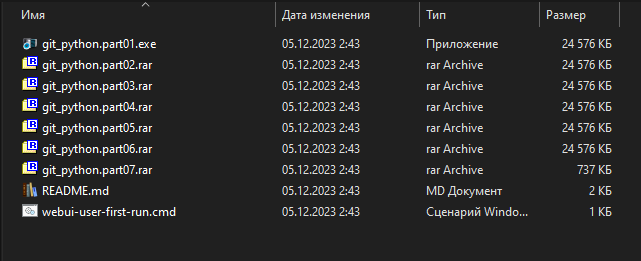 Имя Дата изменения Тип Размер
git_python.part01.exe 05.12.2023 2:43 Приложение 24 576 КБ
git_python.part02.rar 05.12.2023 2:43 rar Archive 24 576 КБ
git_python.part03.rar 05.12.2023 2:43 rar Archive 24 576 КБ
git_python.part04.rar 05.12.2023 2:43 rar Archive 24 576 КБ
git_python.part05.rar 05.12.2023 2:43 rar Archive 24 576 КБ
git_python.part06.rar 05.12.2023 2:43 rar Archive 24 576 КБ
git_python.part07.rar 05.12.2023 2:43 rar Archive 737 КБ
README.md 05.12.2023 2:43 MD Документ 2 КБ
webui-user-first-run.cmd 05.12.2023 2:43 Сценарий Windo... 1 КБ